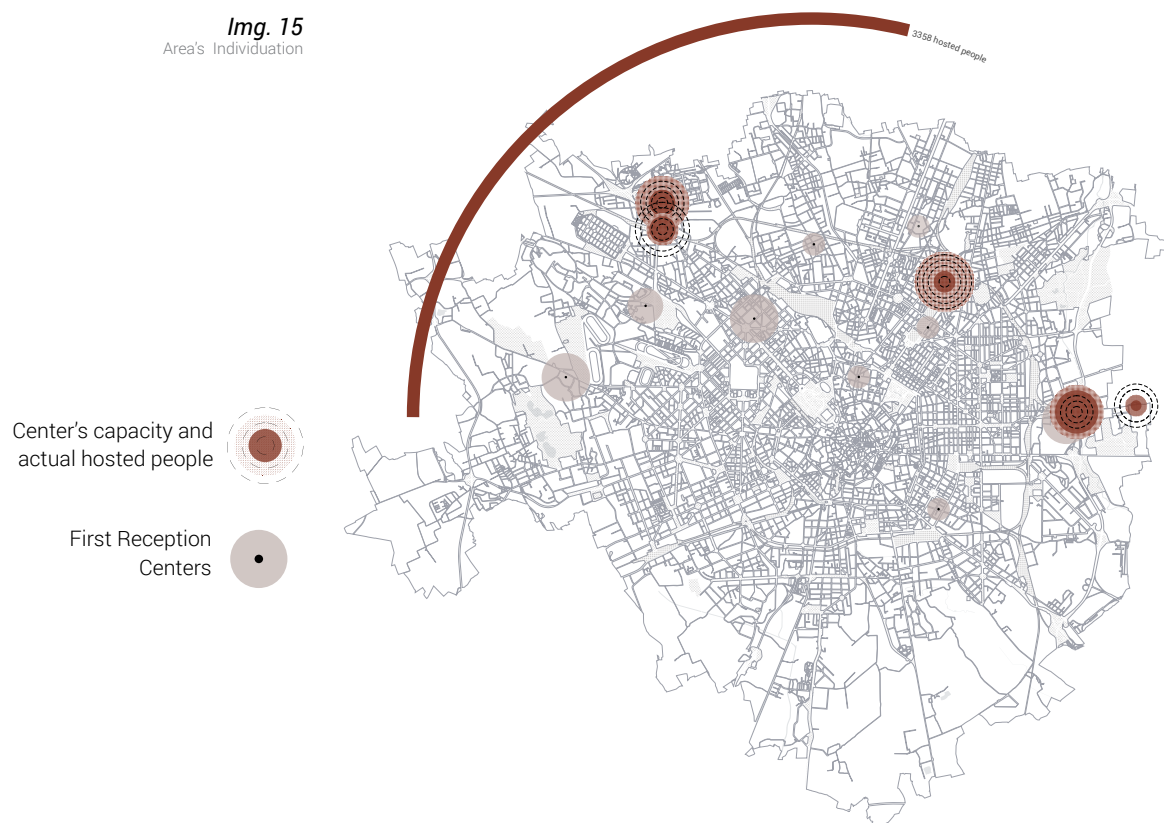 Img. 15
Area's Individuation
3358 hosted people
Center's capacity and
actual hosted people
First Reception
Centers